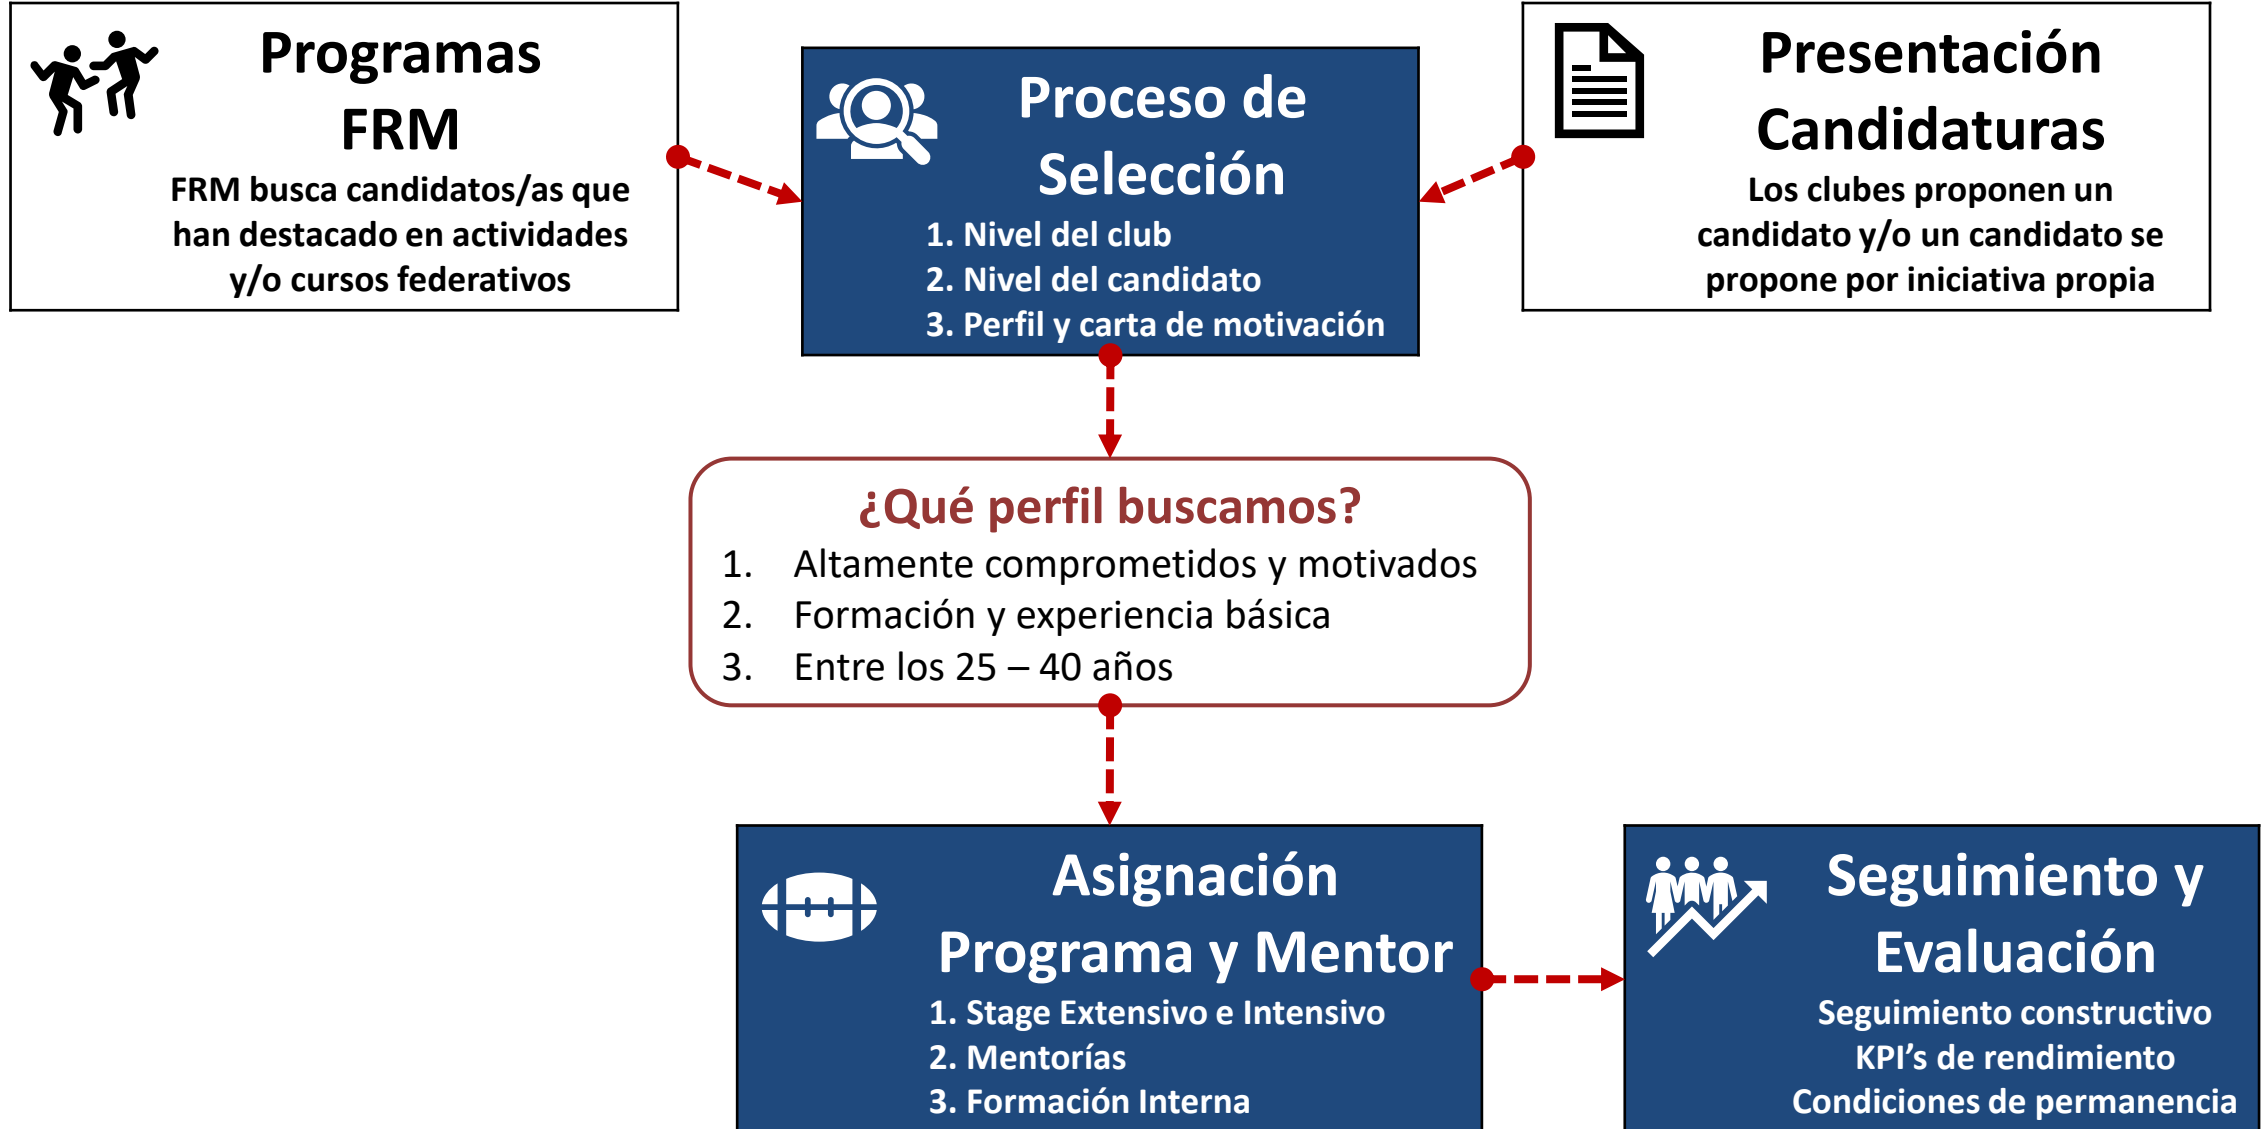 Programas
FRM
FRM busca candidatos/as que
han destacado en actividades
y/o cursos federativos
Proceso de
Selección
1. Nivel del club
2. Nivel del candidato
3. Perfil y carta de motivación
Presentación
Candidaturas
Los clubes proponen un
candidato y/o un candidato se
propone por iniciativa propia
¿Qué perfil buscamos?
1. Altamente comprometidos y motivados
2. Formación y experiencia básica
3. Entre los 25 – 40 años
Asignación
Programa y Mentor
1. Stage Extensivo e Intensivo
2. Mentorías
3. Formación Interna
Seguimiento y
Evaluación
Seguimiento constructivo
KPI’s de rendimiento
Condiciones de permanencia